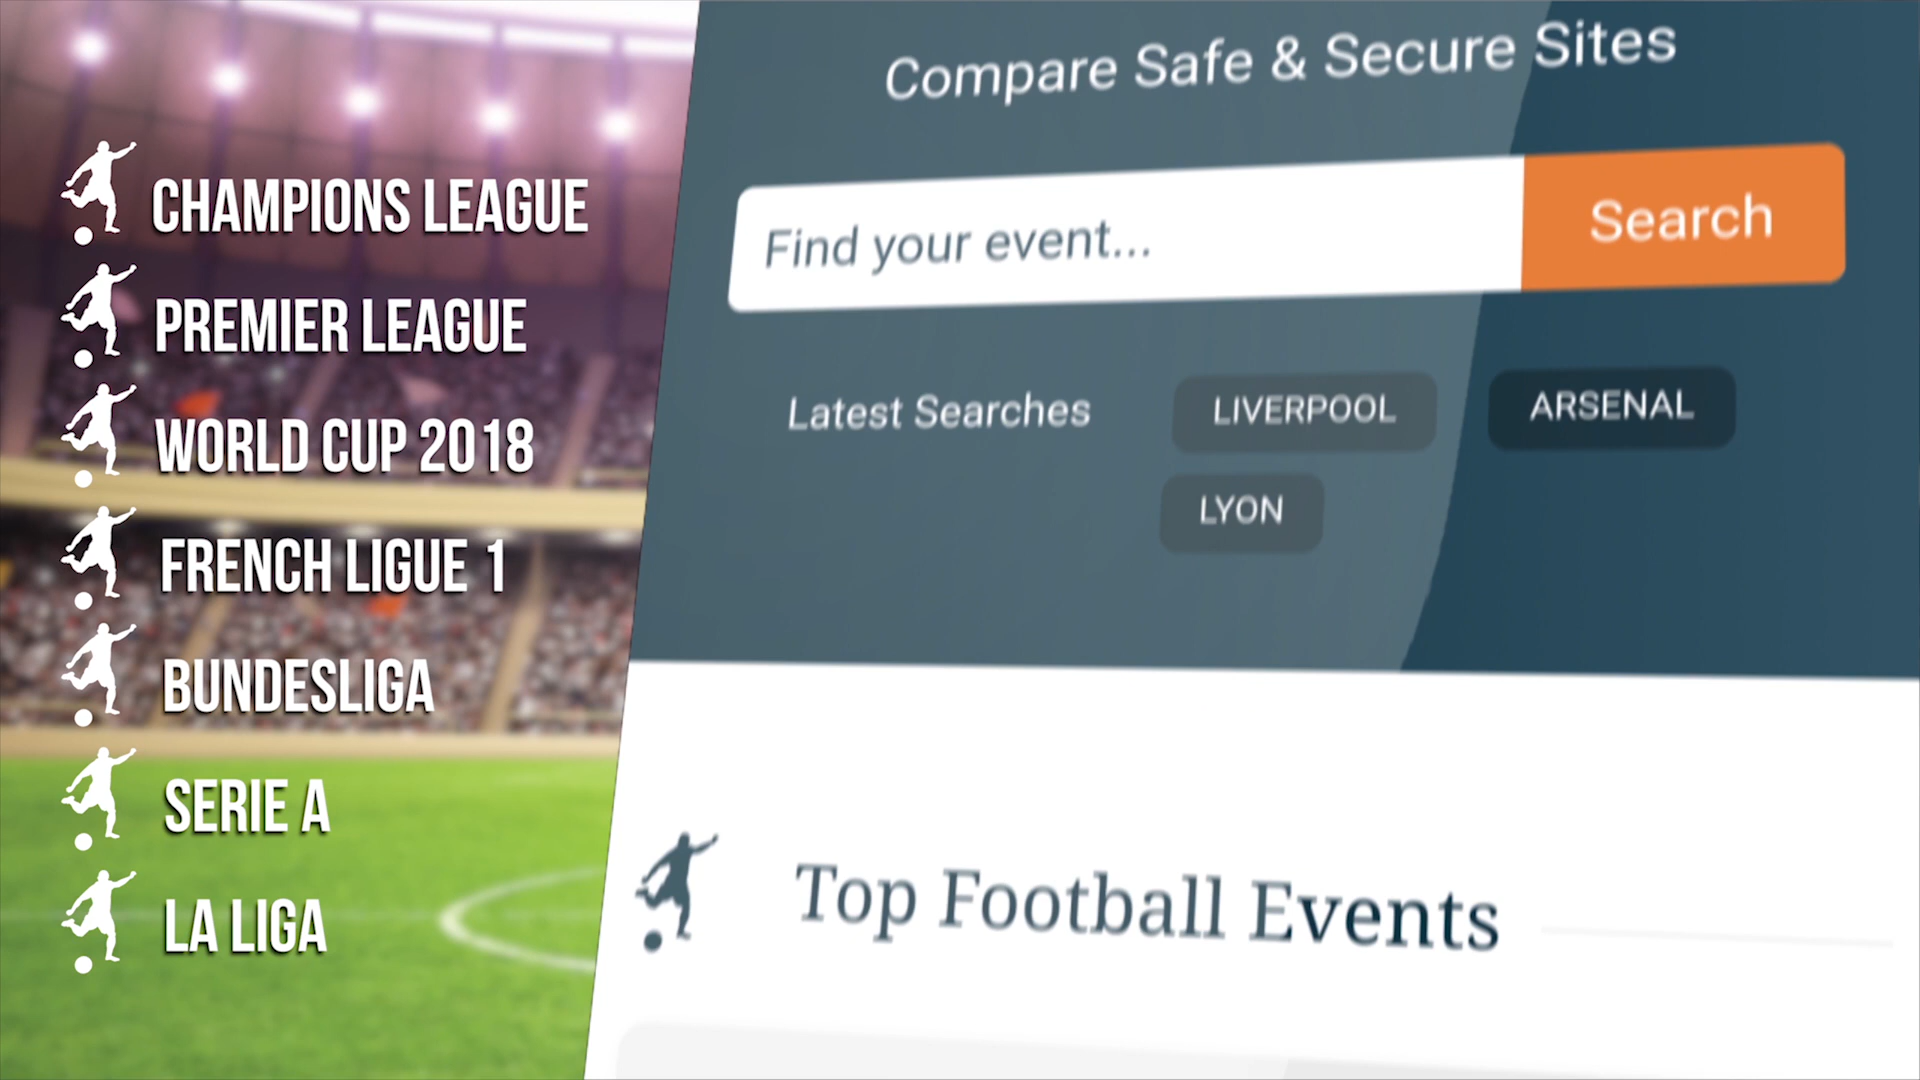 CHAMPIONS LEAGUE
PREMIER LEAGUE
WORLD CUP 2018
FRENCH LIGUE 1
BUNDESLIGA
SERIE A
LA LIGA
Compare Safe & Secure Sites
Find your event...
Search
Latest Searches
LIVERPOOL
ARSENAL
LYON
Top Football Events